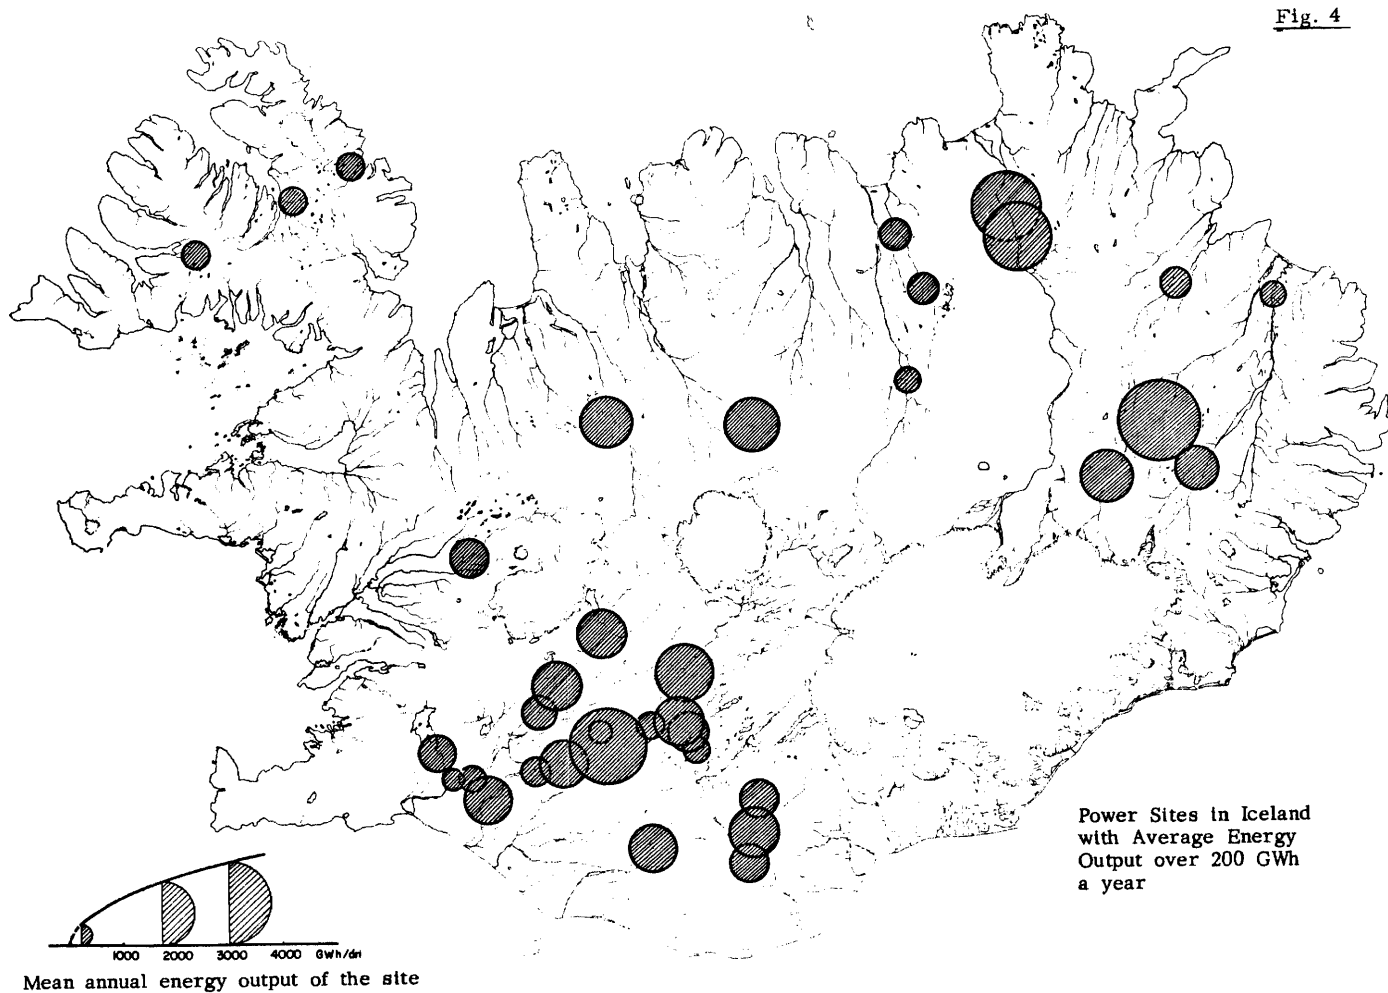 Fig. 4
Power Sites in Iceland
with Average Energy
Output over 200 GWh
a year
1000 2000 3000 4000 GWh/ári
Mean annual energy output of the site